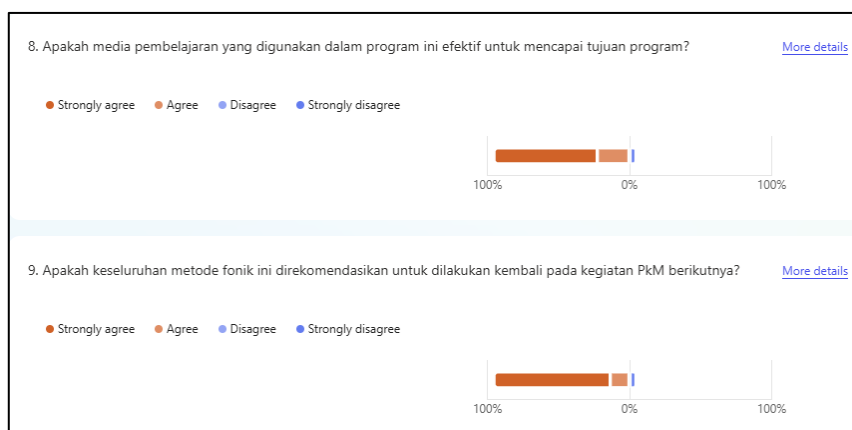 8. Apakah media pembelajaran yang digunakan dalam program ini efektif untuk mencapai tujuan program? More details
Strongly agree Agree Disagree Strongly disagree
100% 0% 100%
9. Apakah keseluruhan metode fonik ini direkomendasikan untuk dilakukan kembali pada kegiatan PkM berikutnya? More details
Strongly agree Agree Disagree Strongly disagree
100% 0% 100%